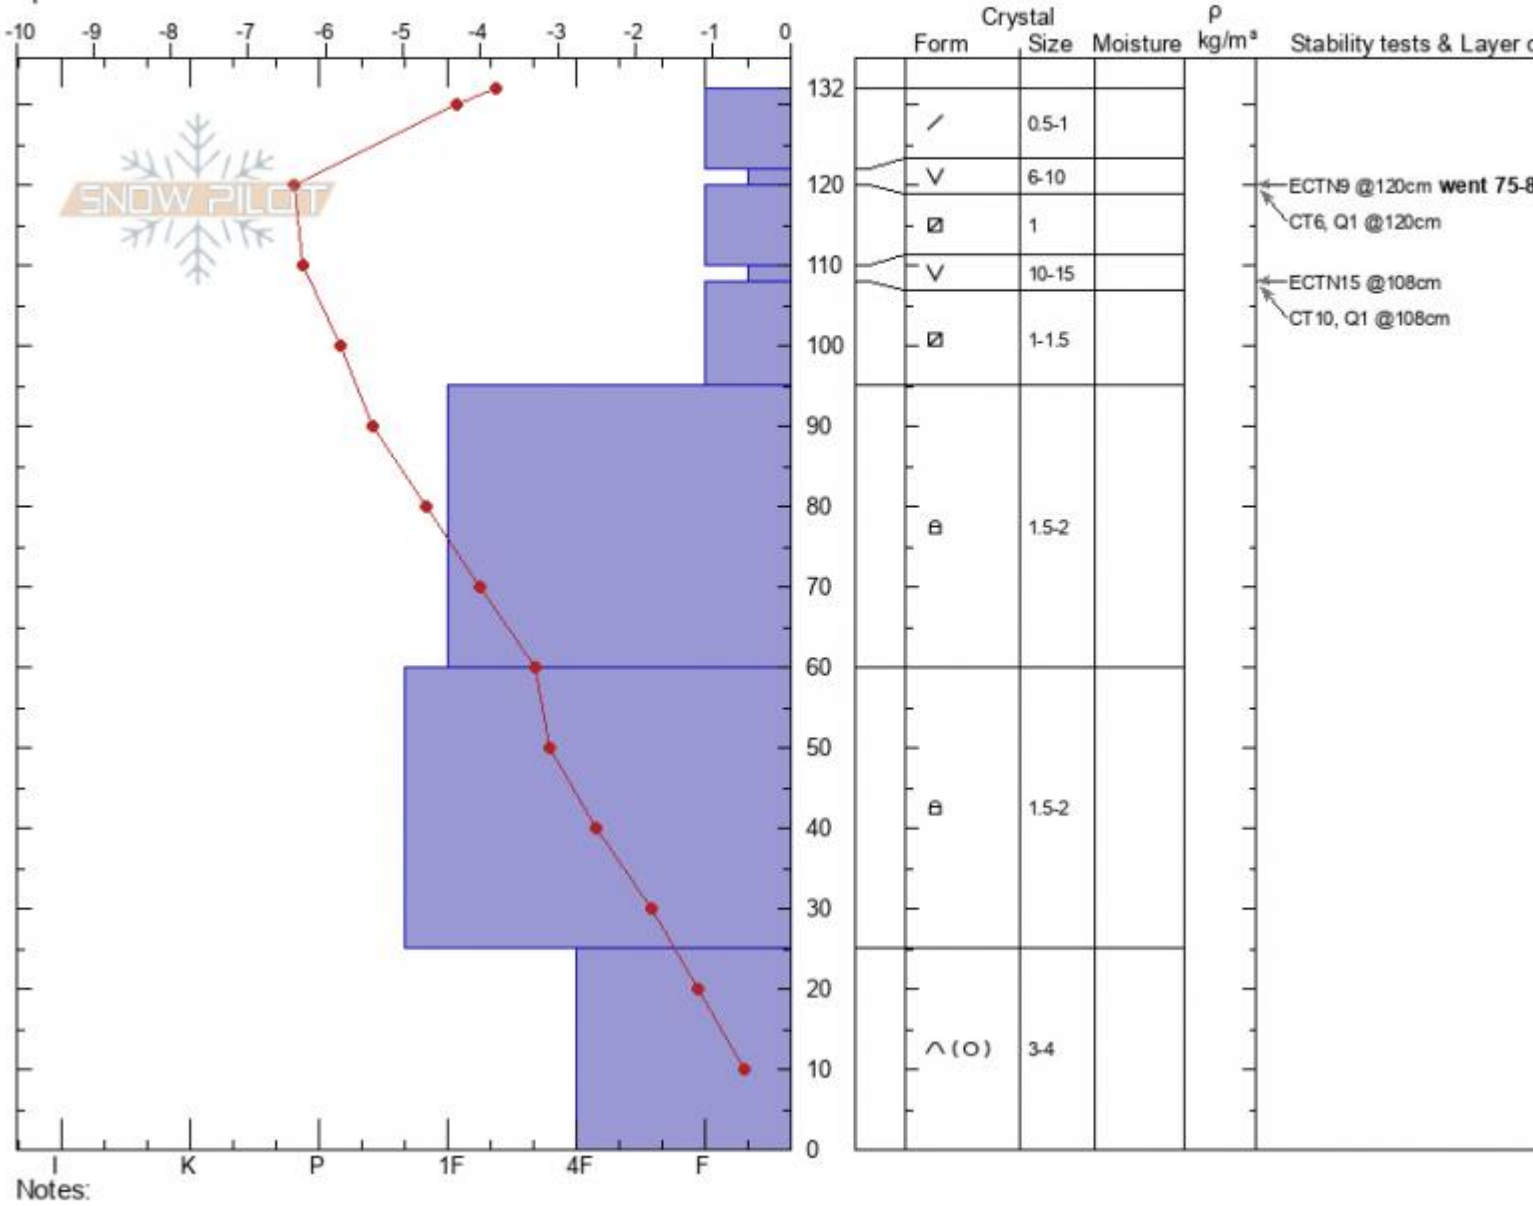 Crystal ρ
-10 -9 -8 -7 -6 -5 -4 -3 -2 -1 0 Form Size Moisture kg/m³ Stability tests & Layer c
132
0.5-1
SNOW PILOT
6-10
120 ECTN9 @120cm went 75-8
1 CT6, Q1 @120cm
110 10-15
ECTN15 @108cm
CT10, Q1 @108cm
100 1-1.5
90
80 1.5-2
70
60
50
40 1.5-2
30
20
10 (O) 3-4
0
I K P 1F 4F F
Notes: